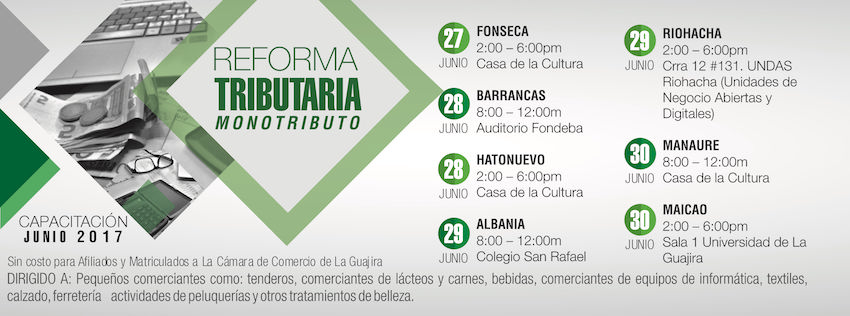 REFORMA
TRIBUTARIA
MONOTRIBUTO
CAPACITACIÓN
JUNIO 2017
27 JUNIO
FONSECA
2:00 – 6:00pm
Casa de la Cultura
28 JUNIO
BARRANCAS
8:00 – 12:00m
Auditorio Fondeba
28 JUNIO
HATONUEVO
2:00 – 6:00pm
Casa de la Cultura
29 JUNIO
ALBANIA
8:00 – 12:00m
Colegio San Rafael
29 JUNIO
RIOHACHA
2:00 – 6:00pm
Crra 12 #131. UNDAS
Riohacha (Unidades de
Negocio Abiertas y
Digitales)
30 JUNIO
MANAURE
8:00 – 12:00m
Casa de la Cultura
30 JUNIO
MAICAO
2:00 – 6:00pm
Sala 1 Universidad de La
Guajira
Sin costo para Afiliados y Matriculados a La Cámara de Comercio de La Guajira
DIRIGIDO A: Pequeños comerciantes como: tenderos, comerciantes de lácteos y carnes, bebidas, comerciantes de equipos de informática, textiles,
calzado, ferretería actividades de peluquerías y otros tratamientos de belleza.